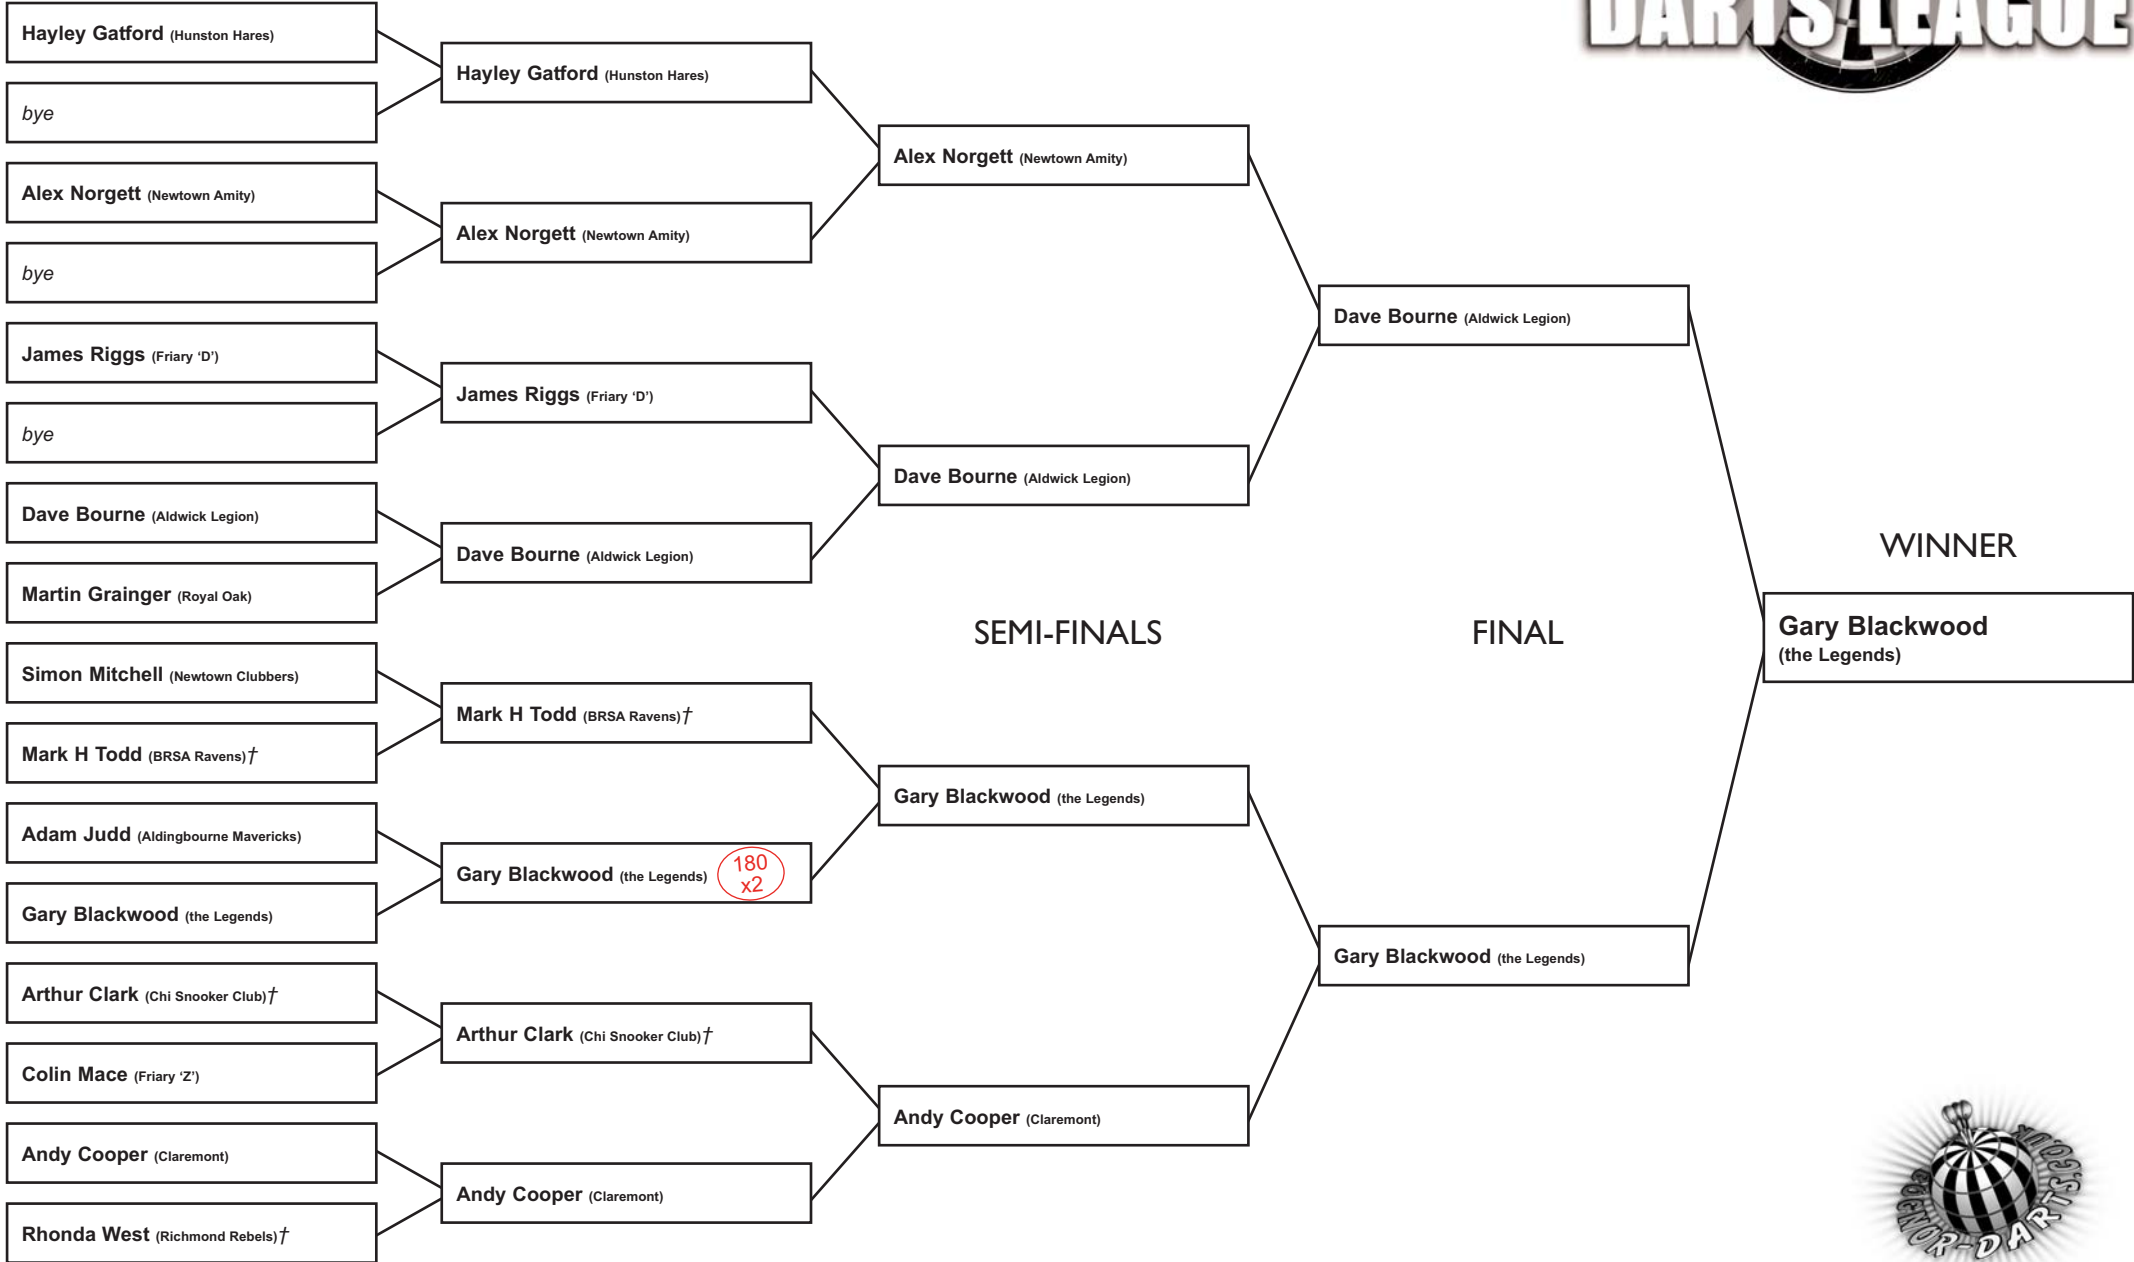 DARTS LEAGUE
Hayley Gatford (Hunston Hares)
bye
Alex Norgett (Newtown Amity)
bye
James Riggs (Friary ‘D’)
bye
Dave Bourne (Aldwick Legion)
Martin Grainger (Royal Oak)
Simon Mitchell (Newtown Clubbers)
Mark H Todd (BRSA Ravens)†
Adam Judd (Aldingbourne Mavericks)
Gary Blackwood (the Legends)
Arthur Clark (Chi Snooker Club)†
Colin Mace (Friary ‘Z’)
Andy Cooper (Claremont)
Rhonda West (Richmond Rebels)†
Hayley Gatford (Hunston Hares)
Alex Norgett (Newtown Amity)
James Riggs (Friary ‘D’)
Dave Bourne (Aldwick Legion)
Mark H Todd (BRSA Ravens)†
Gary Blackwood (the Legends)
180
x2
Arthur Clark (Chi Snooker Club)†
Andy Cooper (Claremont)
Alex Norgett (Newtown Amity)
Dave Bourne (Aldwick Legion)
SEMI-FINALS
Gary Blackwood (the Legends)
Andy Cooper (Claremont)
Dave Bourne (Aldwick Legion)
FINAL
Gary Blackwood (the Legends)
WINNER
Gary Blackwood
(the Legends)
BOGNOR-DARTS.CO.UK